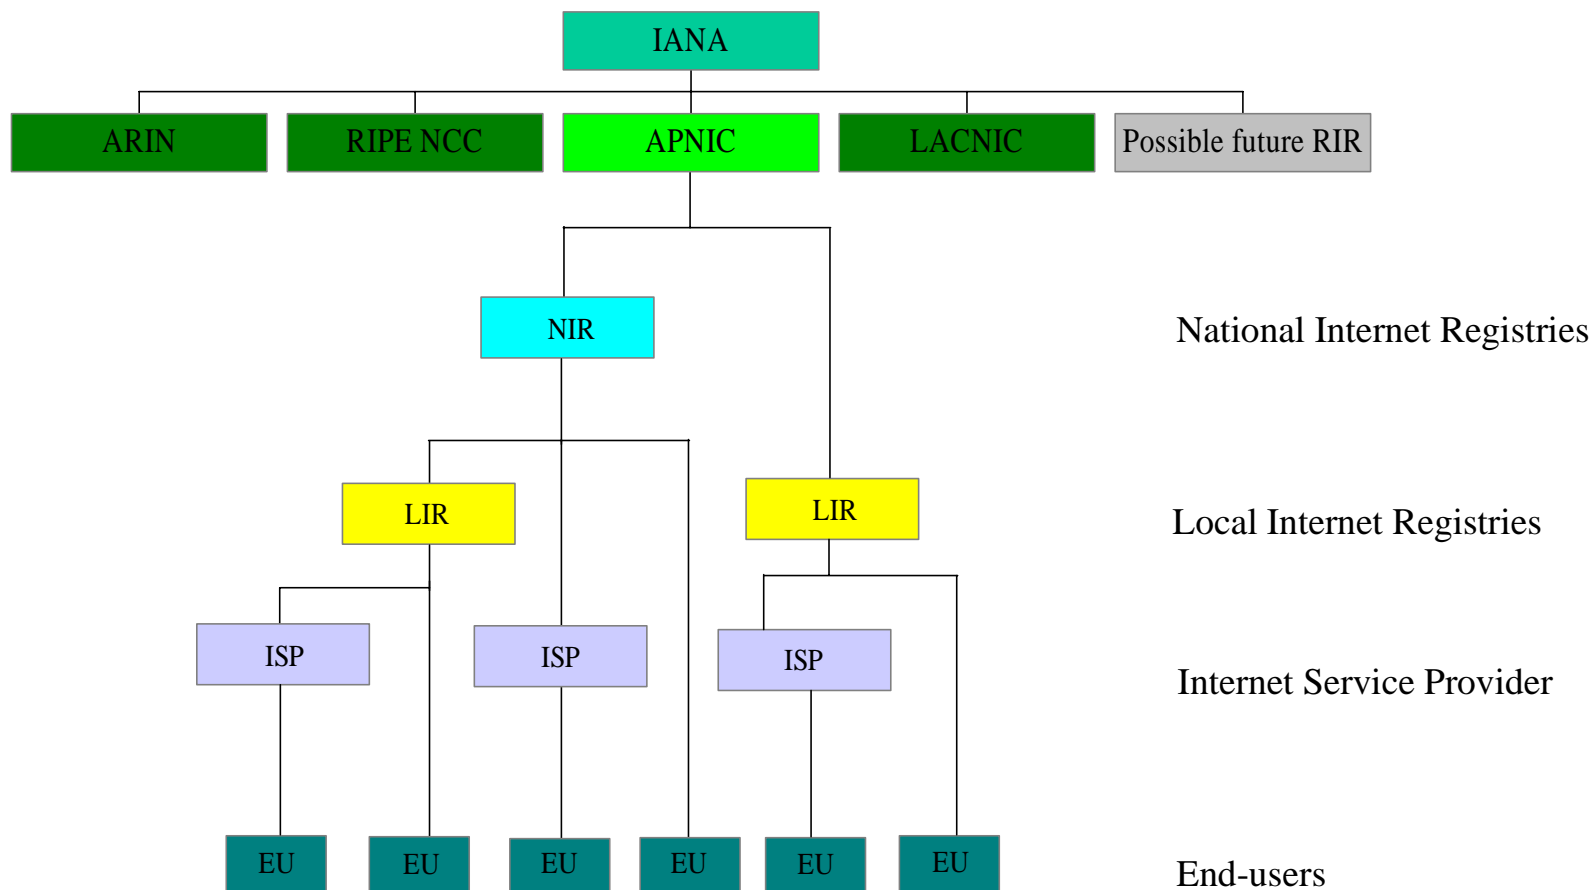 IANA
ARIN
RIPE NCC
APNIC
LACNIC
Possible future RIR
NIR
National Internet Registries
LIR
LIR
Local Internet Registries
ISP
ISP
ISP
Internet Service Provider
EU
EU
EU
EU
EU
EU
End-users